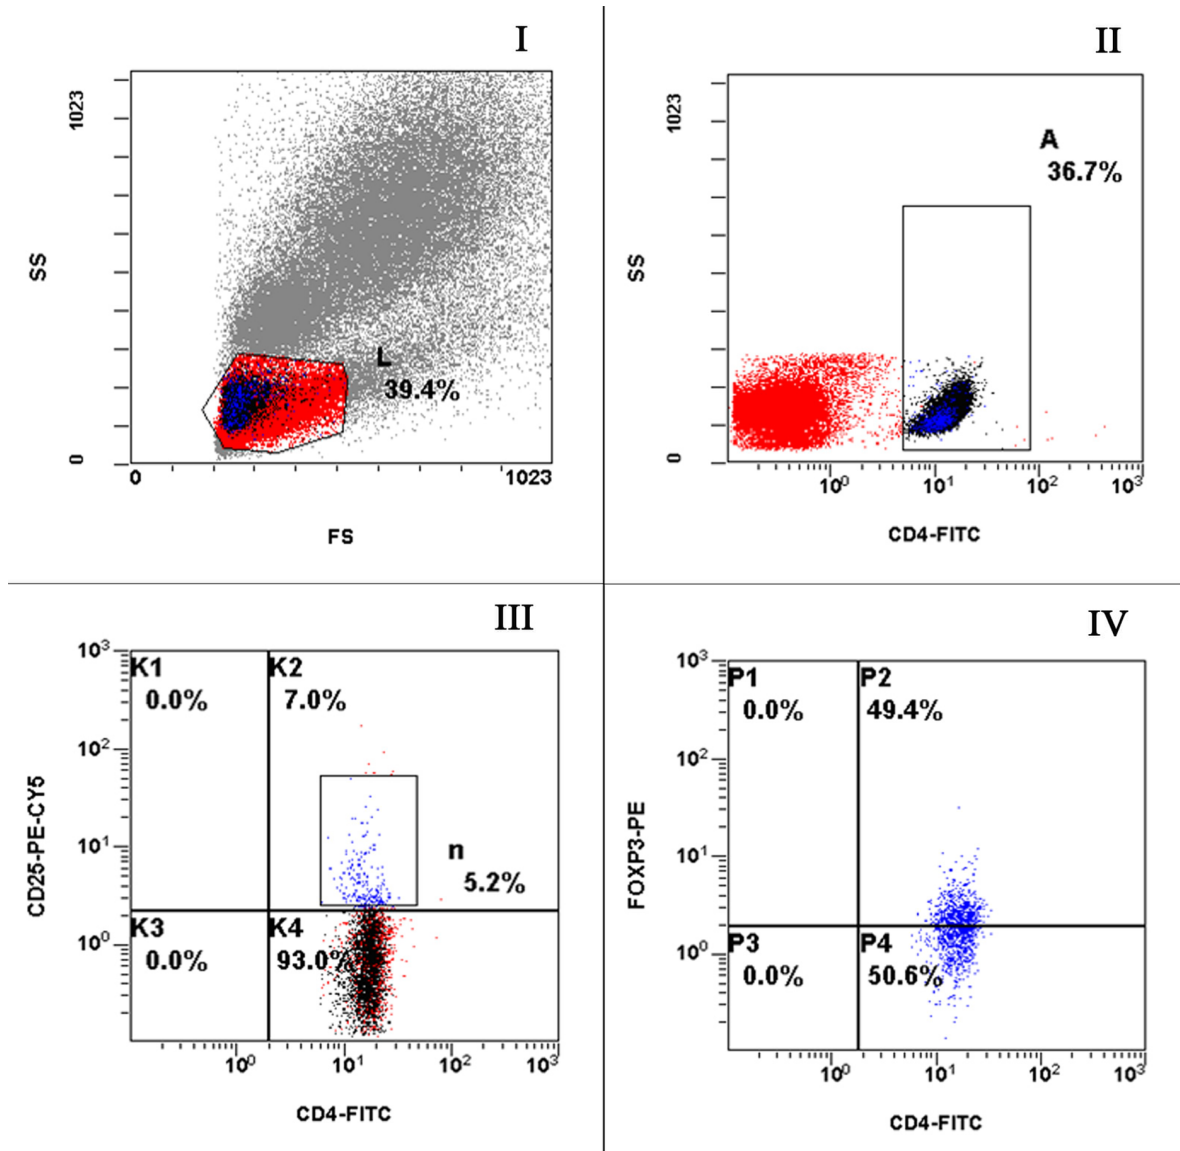 I
1023
SS
L
39.4%
0
0
1023
FS
II
1023
SS
A
36.7%
0
10⁰
10¹
10²
10³
CD4-FITC
III
10³
K1
K2
0.0%
7.0%
10²
CD25-PE-CY5
10¹
n
5.2%
K3
K4
10⁰
0.0%
93.0%
10⁰
10¹
10²
10³
CD4-FITC
IV
10³
P1
P2
0.0%
49.4%
10²
FOXP3-PE
10¹
P3
P4
10⁰
0.0%
50.6%
10⁰
10¹
10²
10³
CD4-FITC